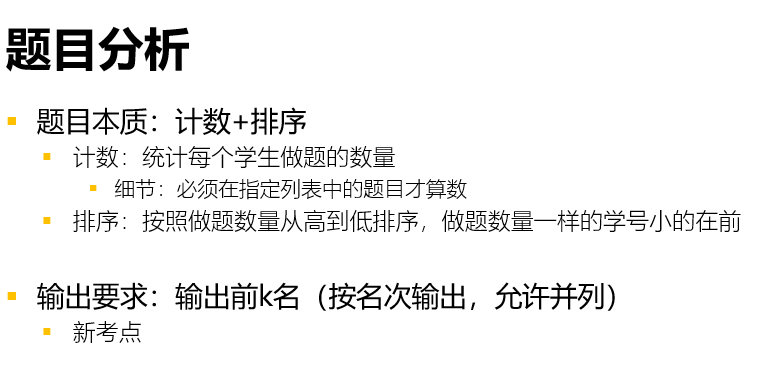 题目分析
题目本质：计数+排序
计数：统计每个学生做题的数量
细节：必须在指定列表中的题目才算数
排序：按照做题数量从高到低排序，做题数量一样的学号小的在前
输出要求：输出前k名（按名次输出，允许并列）
新考点